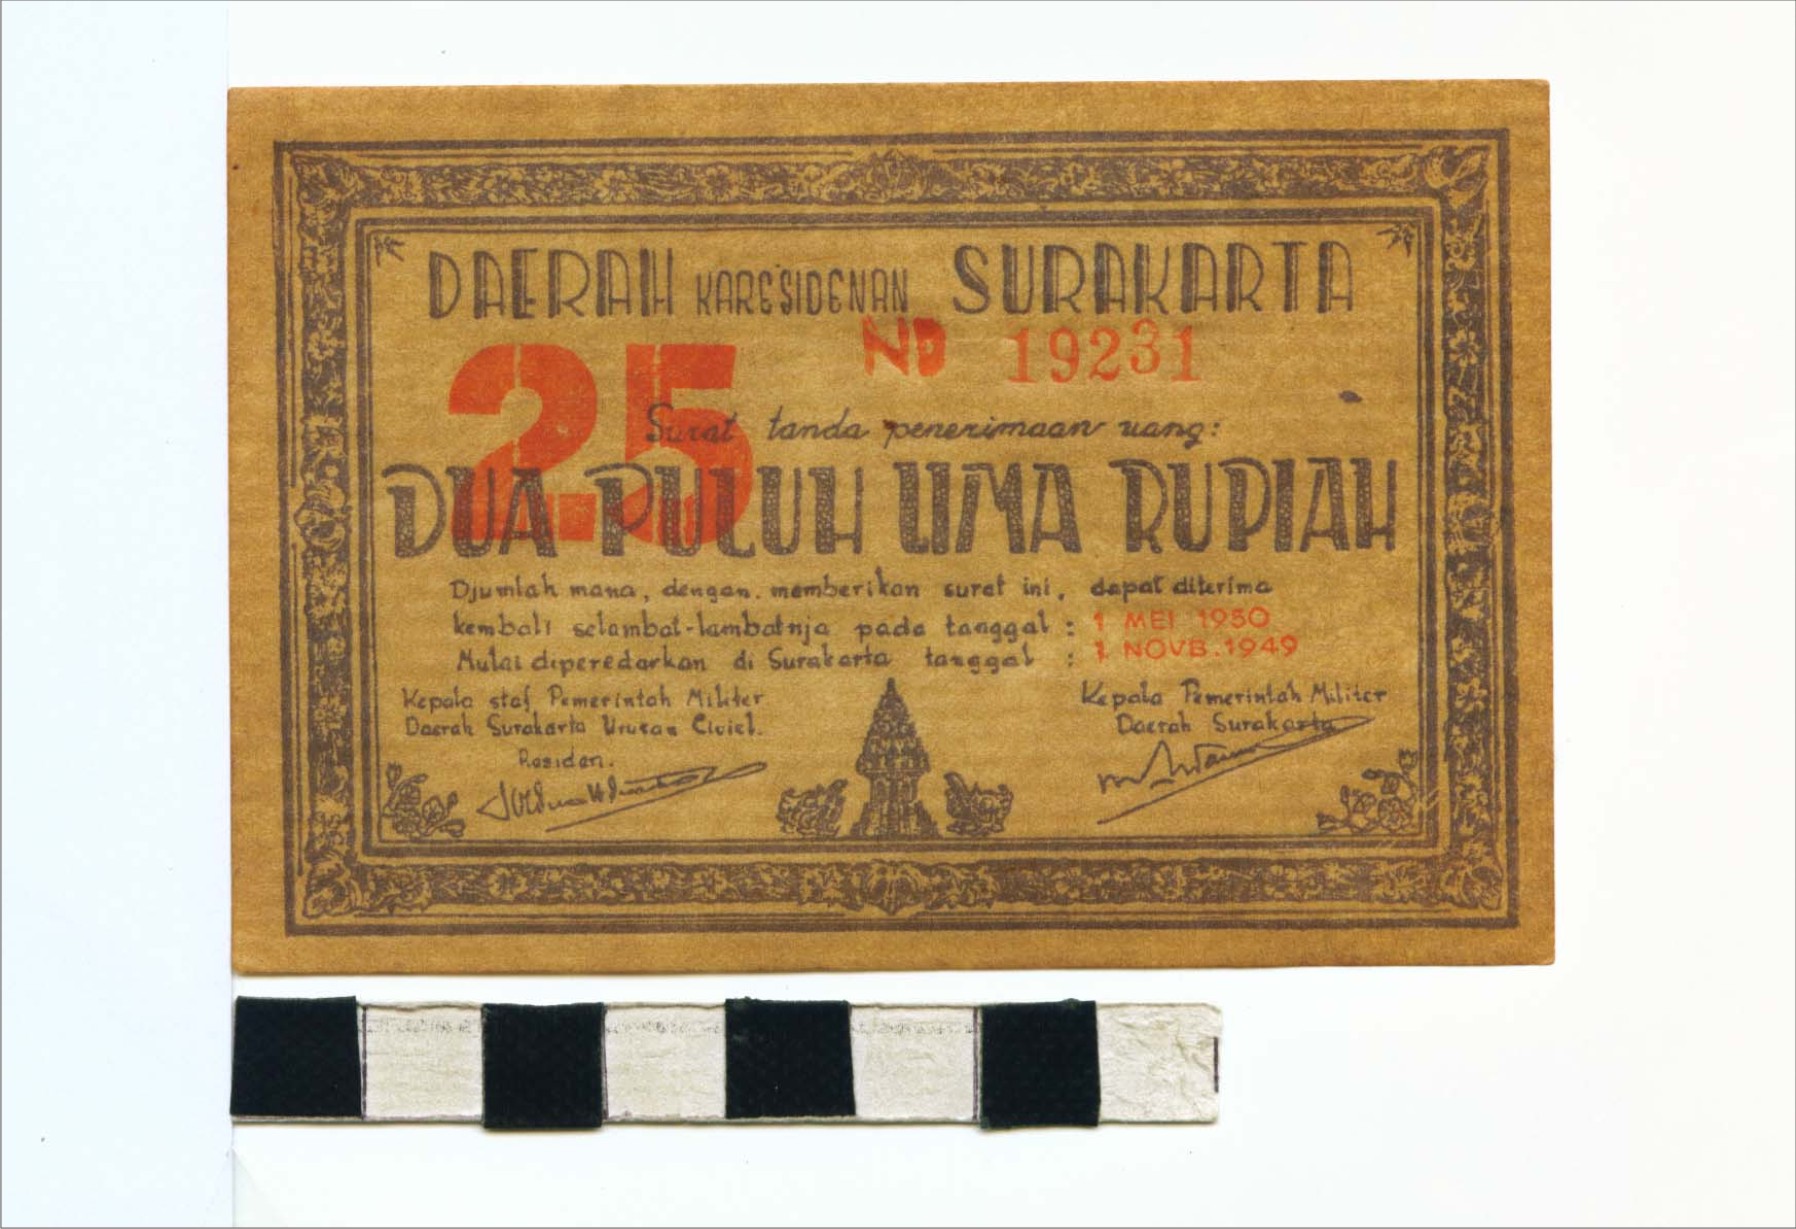 DAERAH KARESIDENAN SURAKARTA
No 19231
25
Surat tanda penerimaan uang:
DUA PULUH LIMA RUPIAH
Djumlah mana, dengan. memberikan surat ini, dapat diterima
kembali selambat-lambatnja pada tanggal : 1 MEI 1950
Mulai diperedarkan di Surakarta tanggal : 1 NOVB.1949
Kepala staf Pemerintah Militer
Daerah Surakarta Urusan Civiel.
Residen.
Kepala Pemerintah Militer
Daerah Surakarta